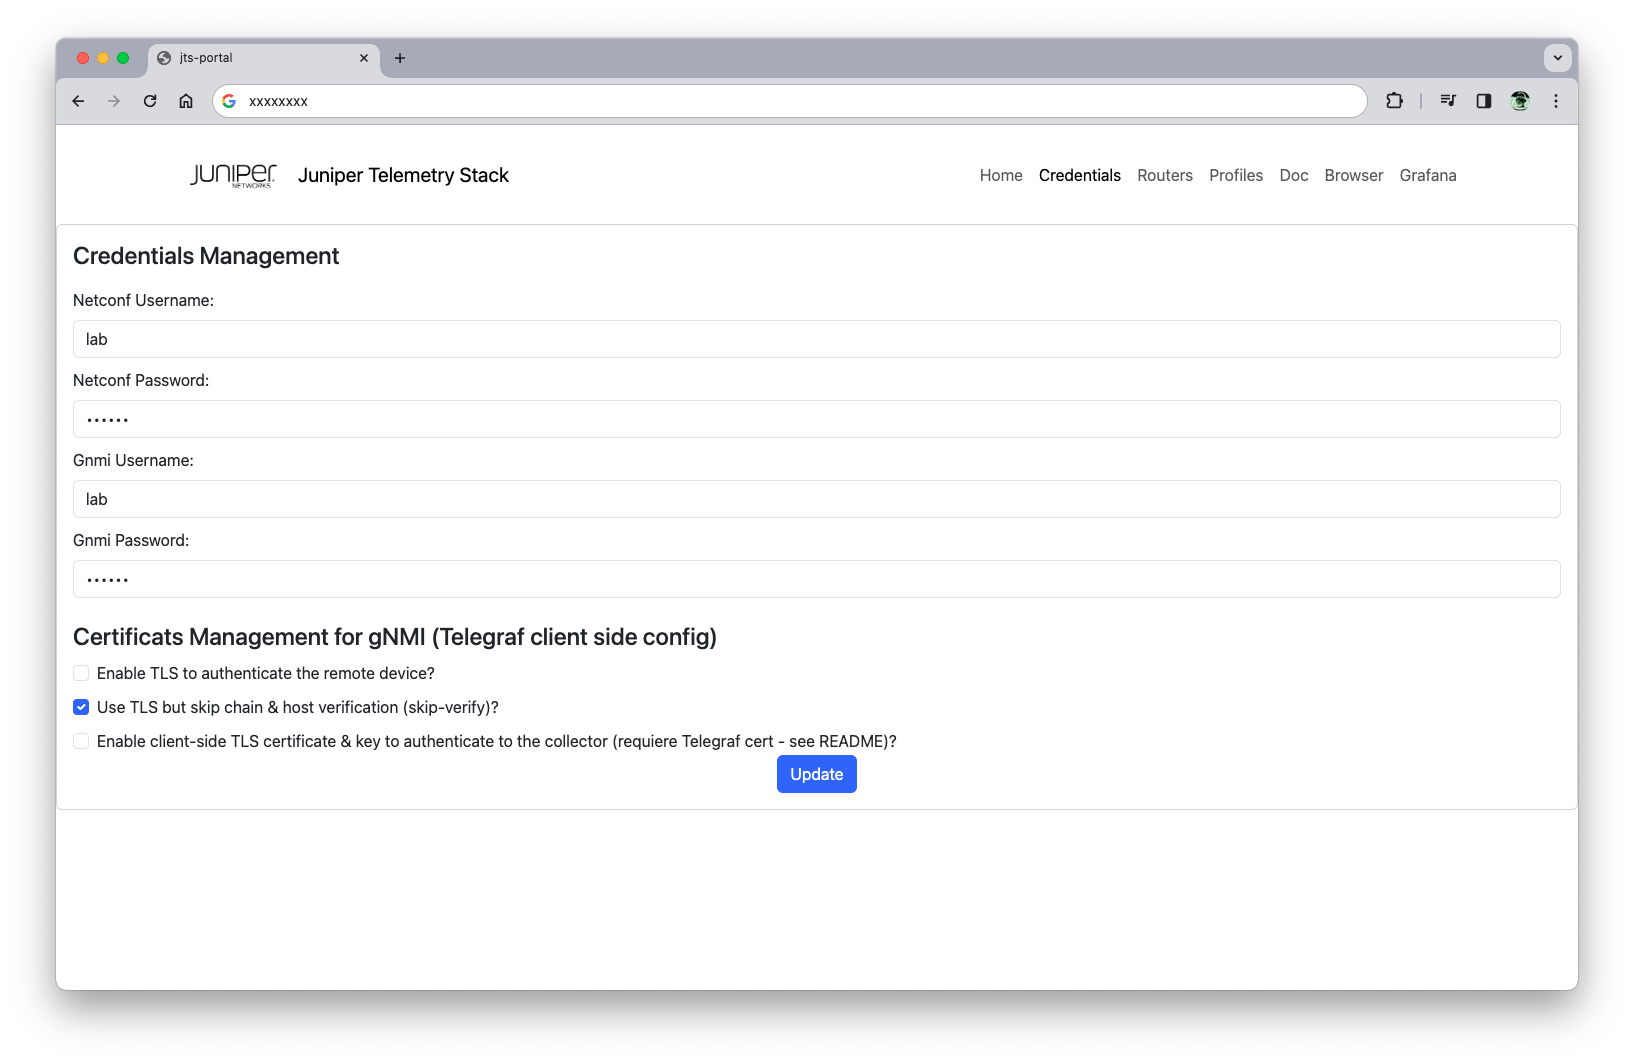 jts-portal
xxxxxxxx
JUNIPER NETWORKS Juniper Telemetry Stack Home Credentials Routers Profiles Doc Browser Grafana
Credentials Management
Netconf Username:
lab
Netconf Password:
••••••
Gnmi Username:
lab
Gnmi Password:
••••••
Certificats Management for gNMI (Telegraf client side config)
Enable TLS to authenticate the remote device?
Use TLS but skip chain & host verification (skip-verify)?
Enable client-side TLS certificate & key to authenticate to the collector (requiere Telegraf cert - see README)?
Update